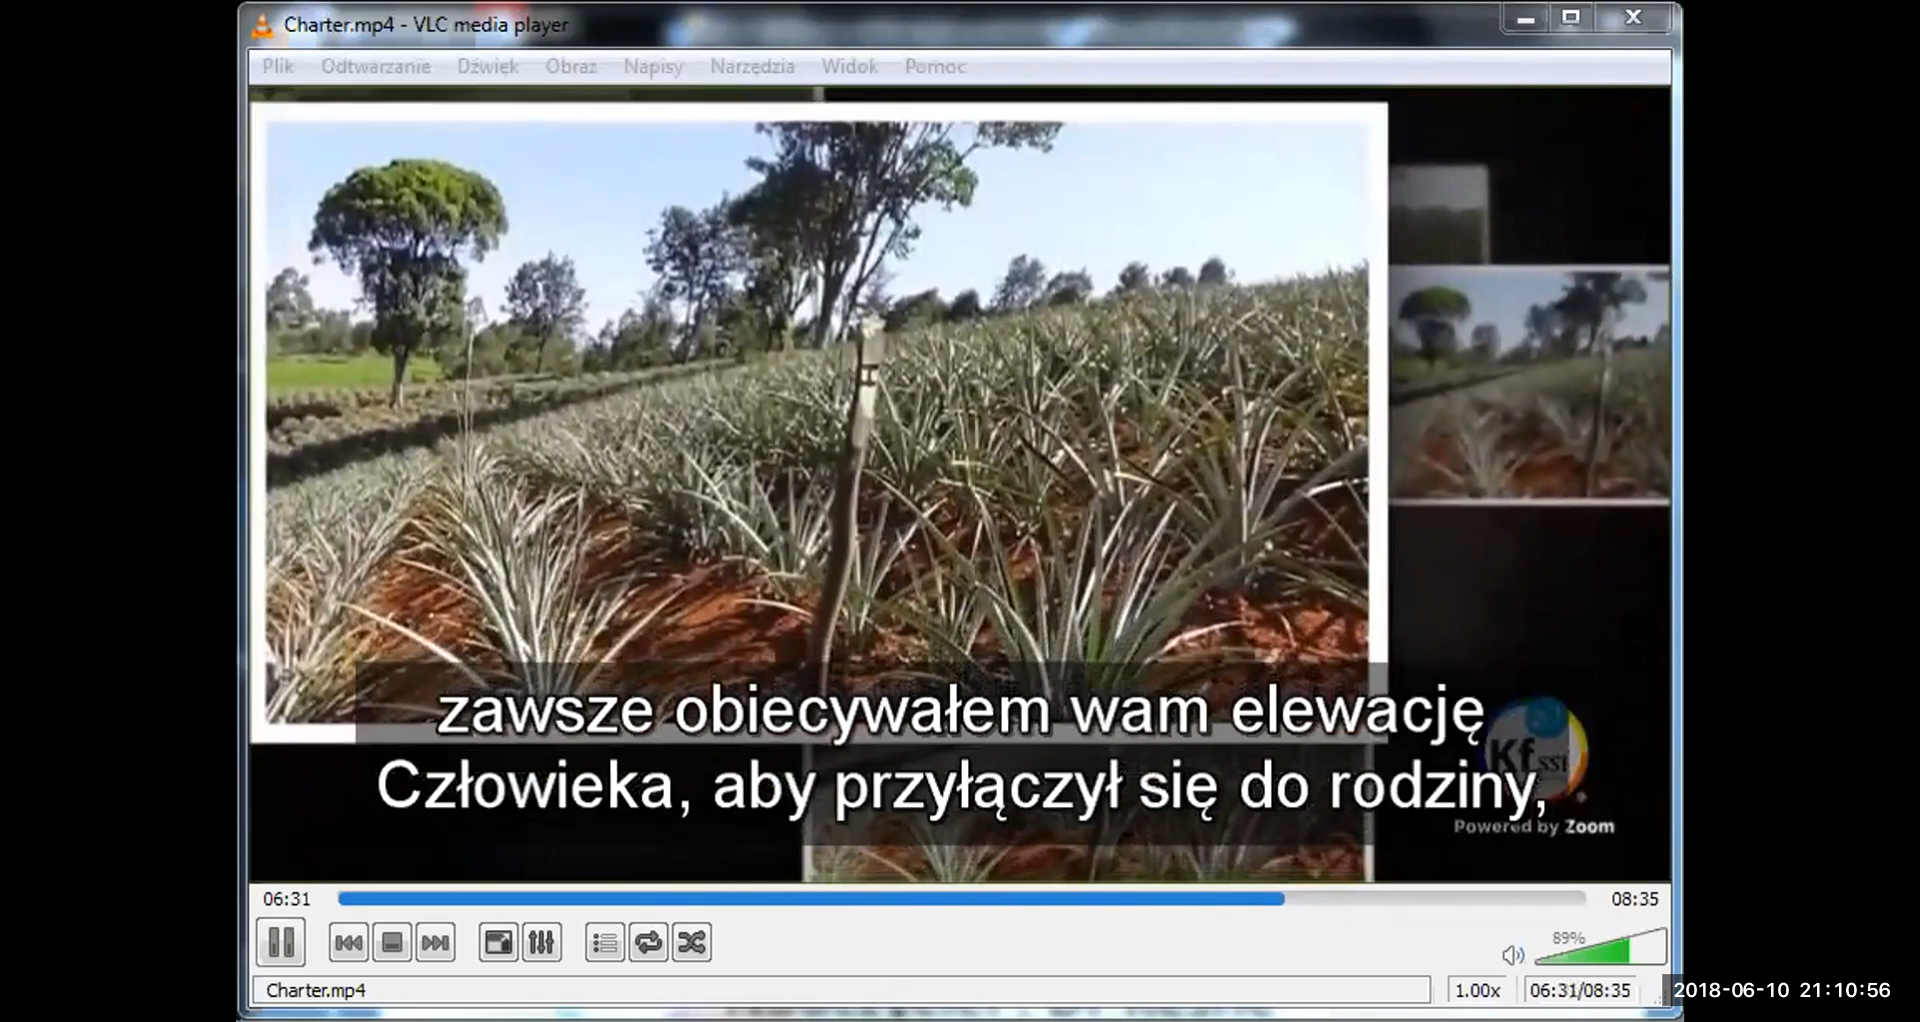 Charter.mp4 - VLC media player
Plik Odtwarzanie Dźwięk Obraz Napisy Narzędzia Widok Pomoc
zawsze obiecywałem wam elewację
Człowieka, aby przyłączył się do rodziny,
Kf SSI
Powered by Zoom
06:31
08:35
89%
Charter.mp4
1.00x
06:31/08:35
2018-06-10 21:10:56